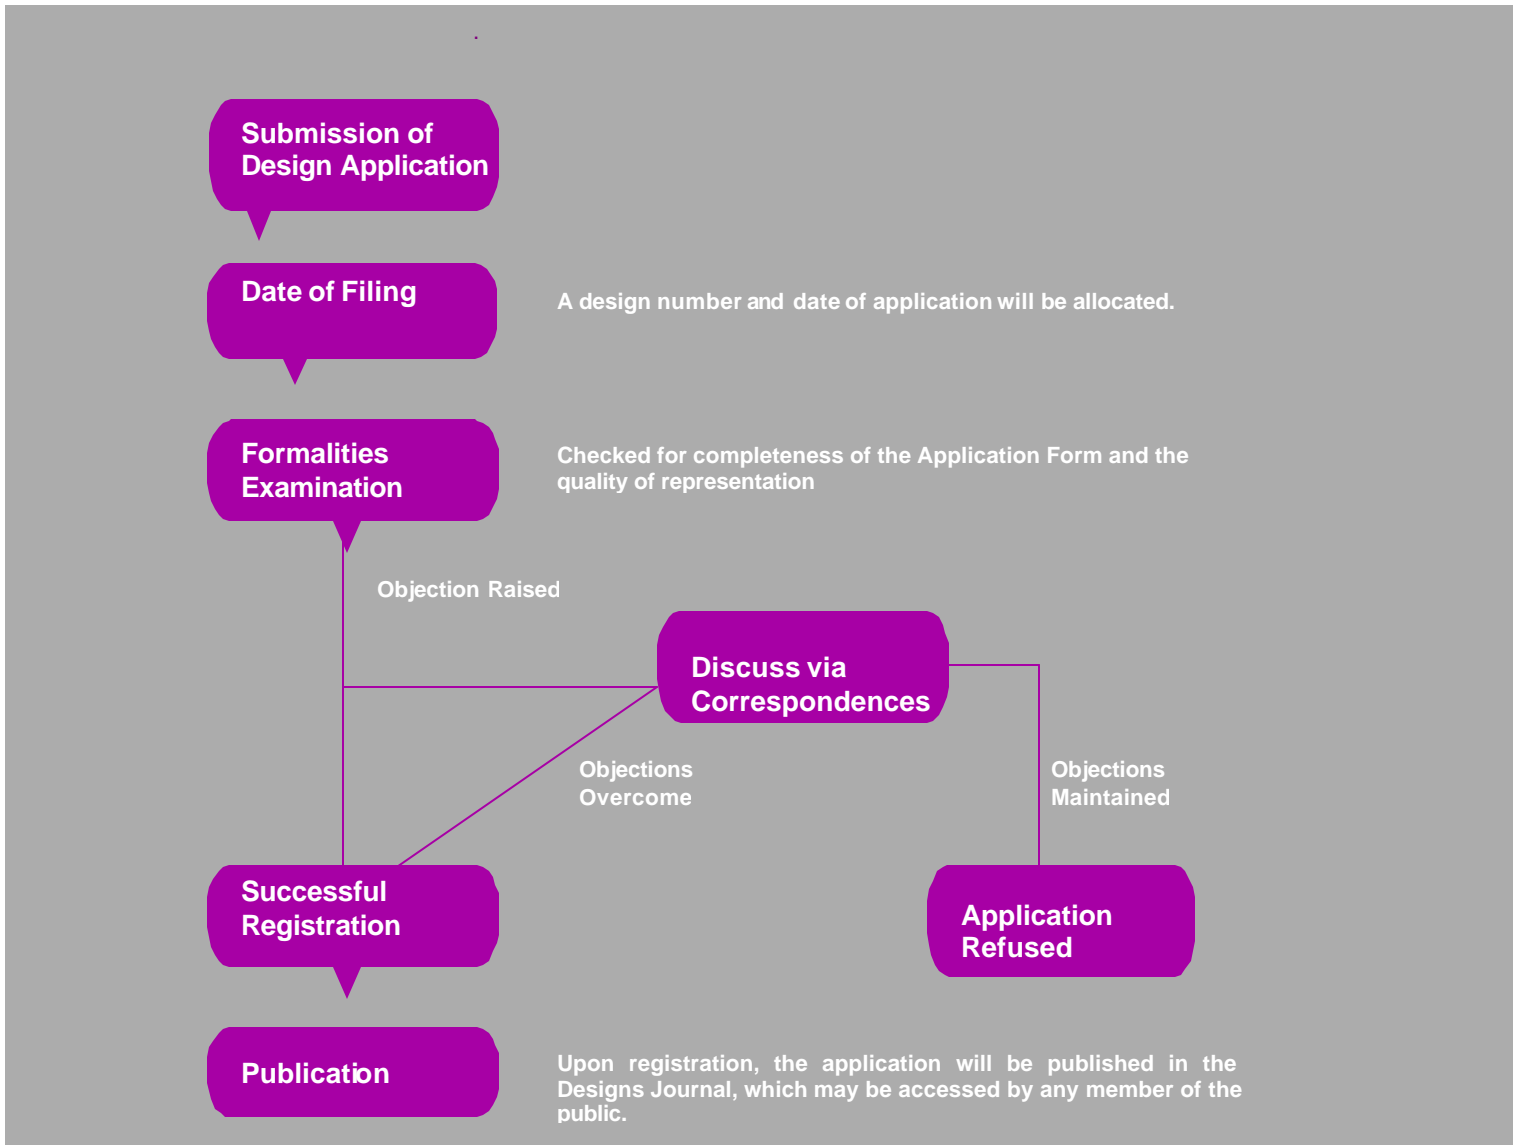 Submission of
Design Application
Date of Filing
A design number and date of application will be allocated.
Formalities
Examination
Checked for completeness of the Application Form and the
quality of representation
Objection Raised
Discuss via
Correspondences
Objections
Overcome
Objections
Maintained
Successful
Registration
Application
Refused
Publication
Upon registration, the application will be published in the
Designs Journal, which may be accessed by any member of the
public.